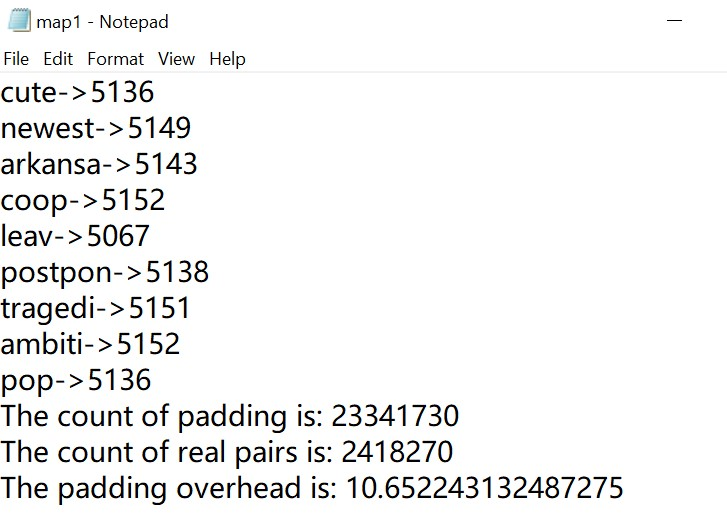 map1 - Notepad
File Edit Format View Help
cute->5136
newest->5149
arkansa->5143
coop->5152
leav->5067
postpon->5138
tragedi->5151
ambiti->5152
pop->5136
The count of padding is: 23341730
The count of real pairs is: 2418270
The padding overhead is: 10.652243132487275